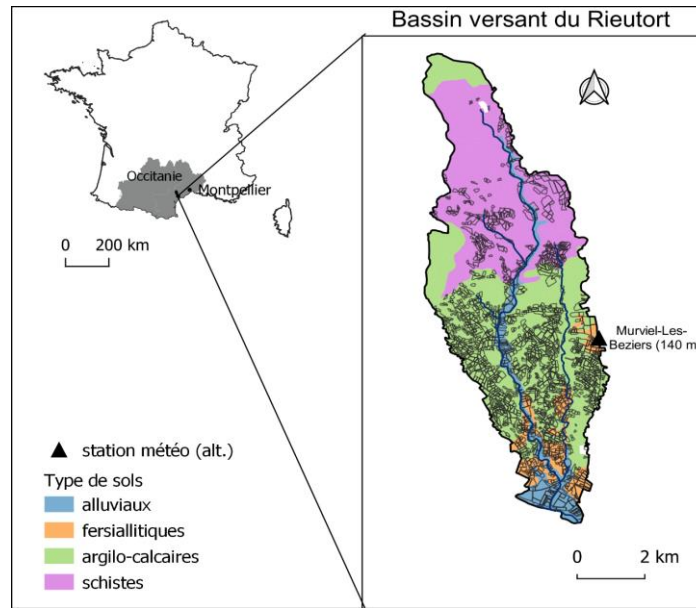 Bassin versant du Rieutort
Occitanie
Montpellier
0 200 km
Murviel-Les-
Beziers (140 m
station météo (alt.)
Type de sols
alluviaux
fersiallitiques
argilo-calcaires
schistes
0 2 km